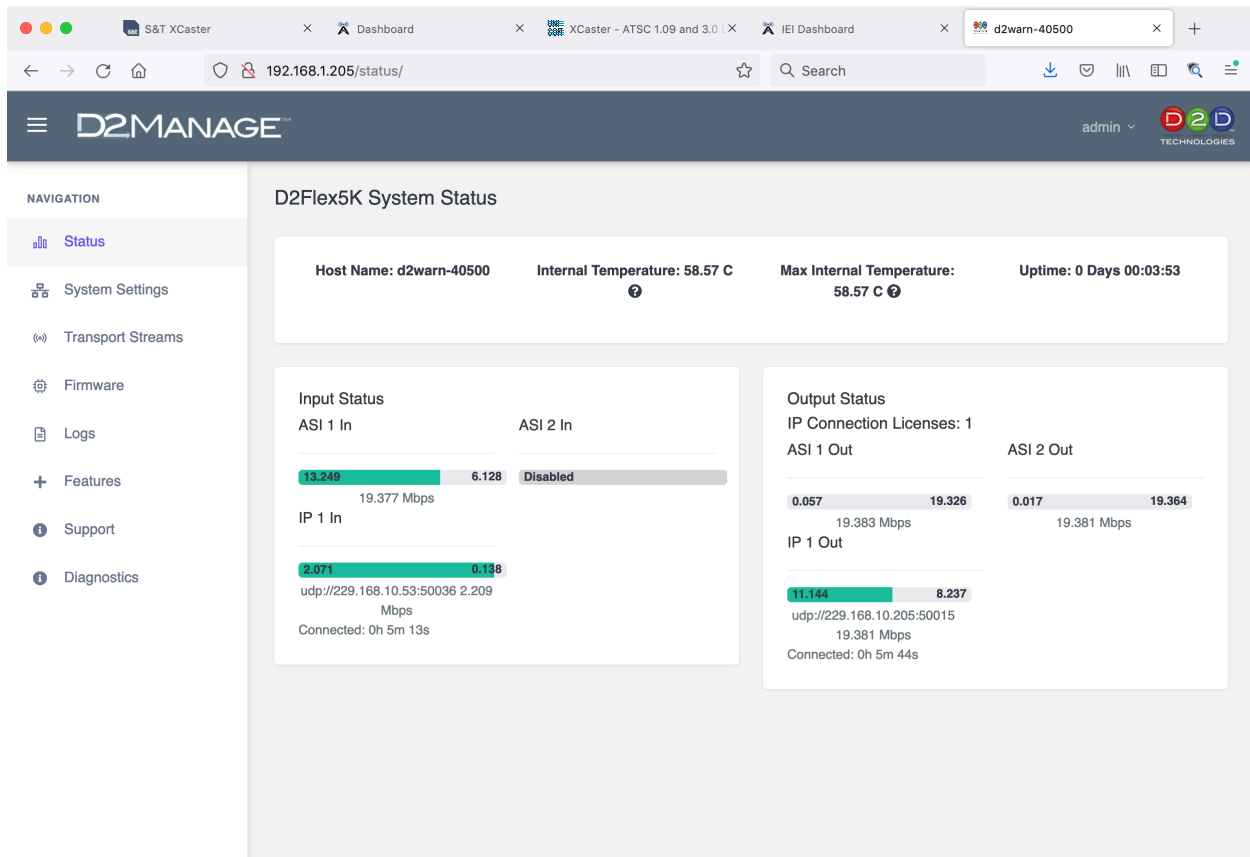 S&T XCaster
Dashboard
XCaster - ATSC 1.09 and 3.0
IEI Dashboard
d2warn-40500
192.168.1.205/status/
Search
D2MANAGE™
admin
D2D
TECHNOLOGIES
NAVIGATION
Status
System Settings
Transport Streams
Firmware
Logs
Features
Support
Diagnostics
D2Flex5K System Status
Host Name: d2warn-40500
Internal Temperature: 58.57 C
Max Internal Temperature:
58.57 C
Uptime: 0 Days 00:03:53
Input Status
ASI 1 In
ASI 2 In
13.249 6.128
Disabled
19.377 Mbps
IP 1 In
2.071 0.138
udp://229.168.10.53:50036 2.209
Mbps
Connected: 0h 5m 13s
Output Status
IP Connection Licenses: 1
ASI 1 Out
ASI 2 Out
0.057 19.326
0.017 19.364
19.383 Mbps
19.381 Mbps
IP 1 Out
11.144 8.237
udp://229.168.10.205:50015
19.381 Mbps
Connected: 0h 5m 44s